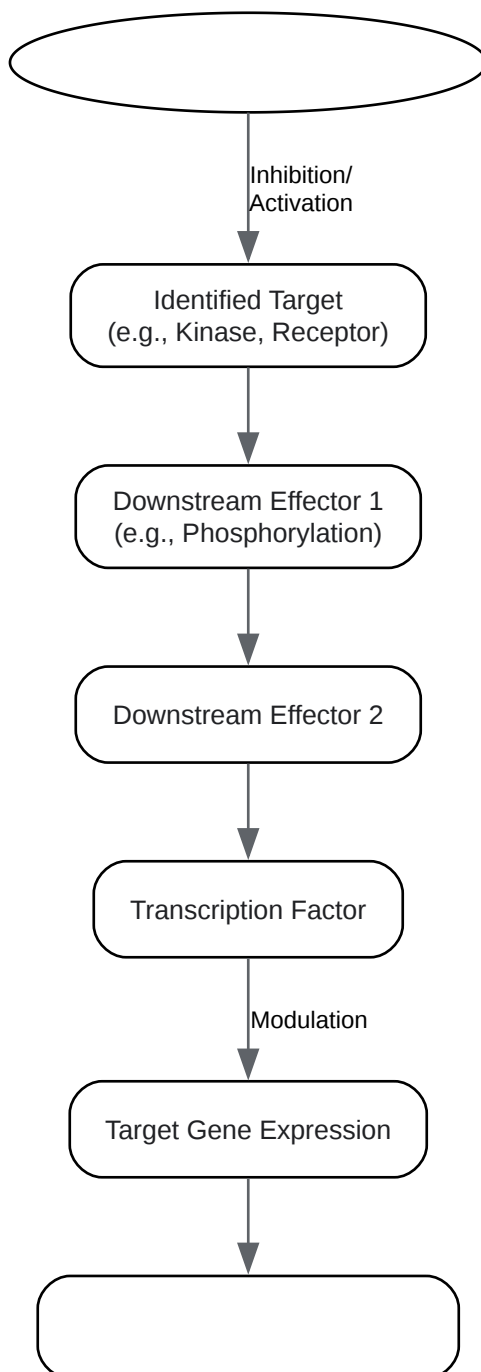 Inhibition/
Activation
Identified Target
(e.g., Kinase, Receptor)
Downstream Effector 1
(e.g., Phosphorylation)
Downstream Effector 2
Transcription Factor
Modulation
Target Gene Expression